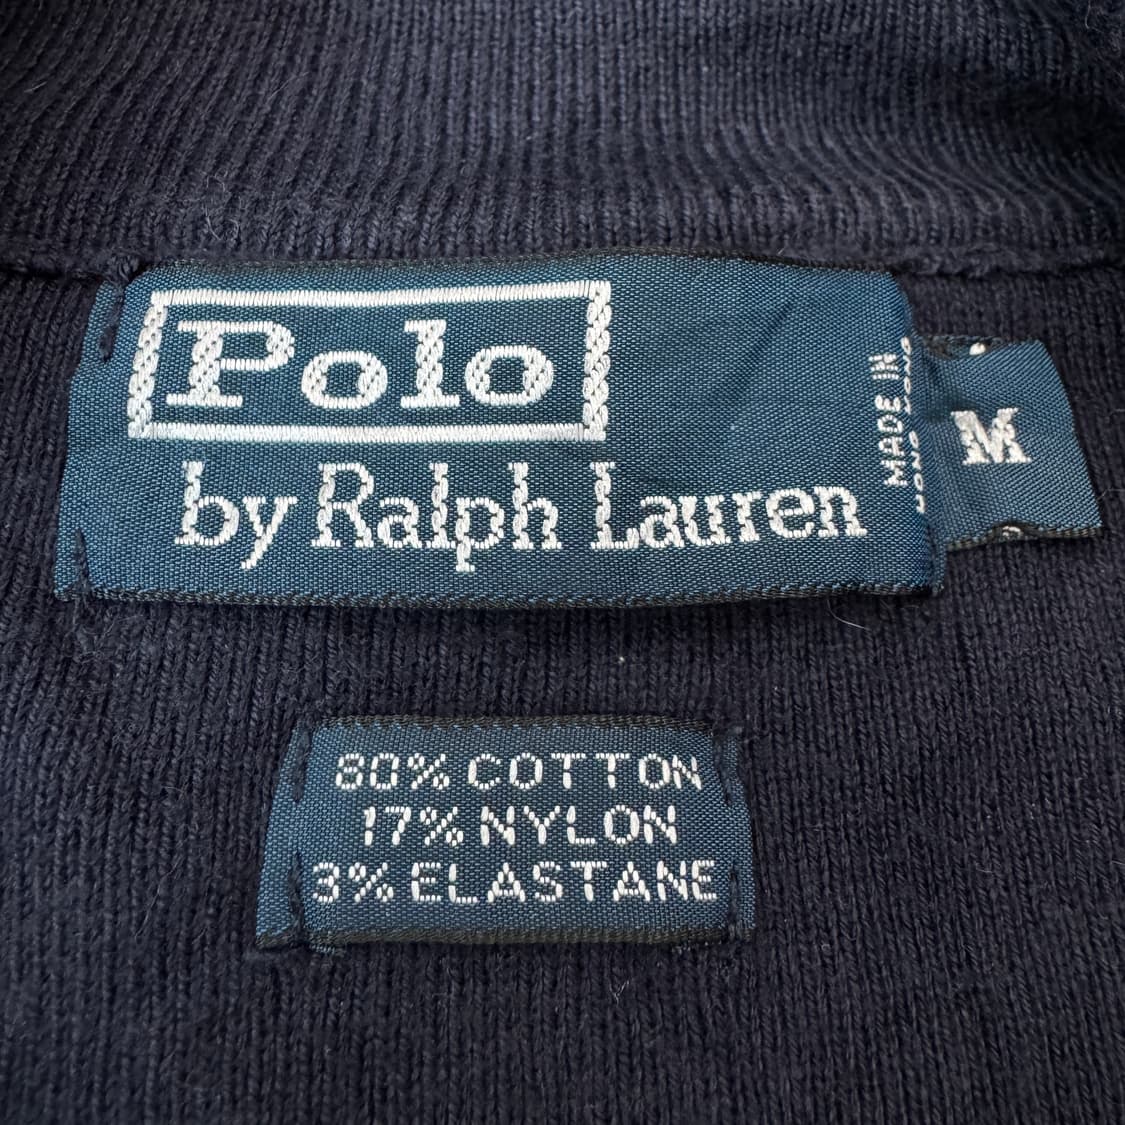 Polo
by Ralph Lauren
MADE IN
M
80% COTTON
17% NYLON
3% ELASTANE